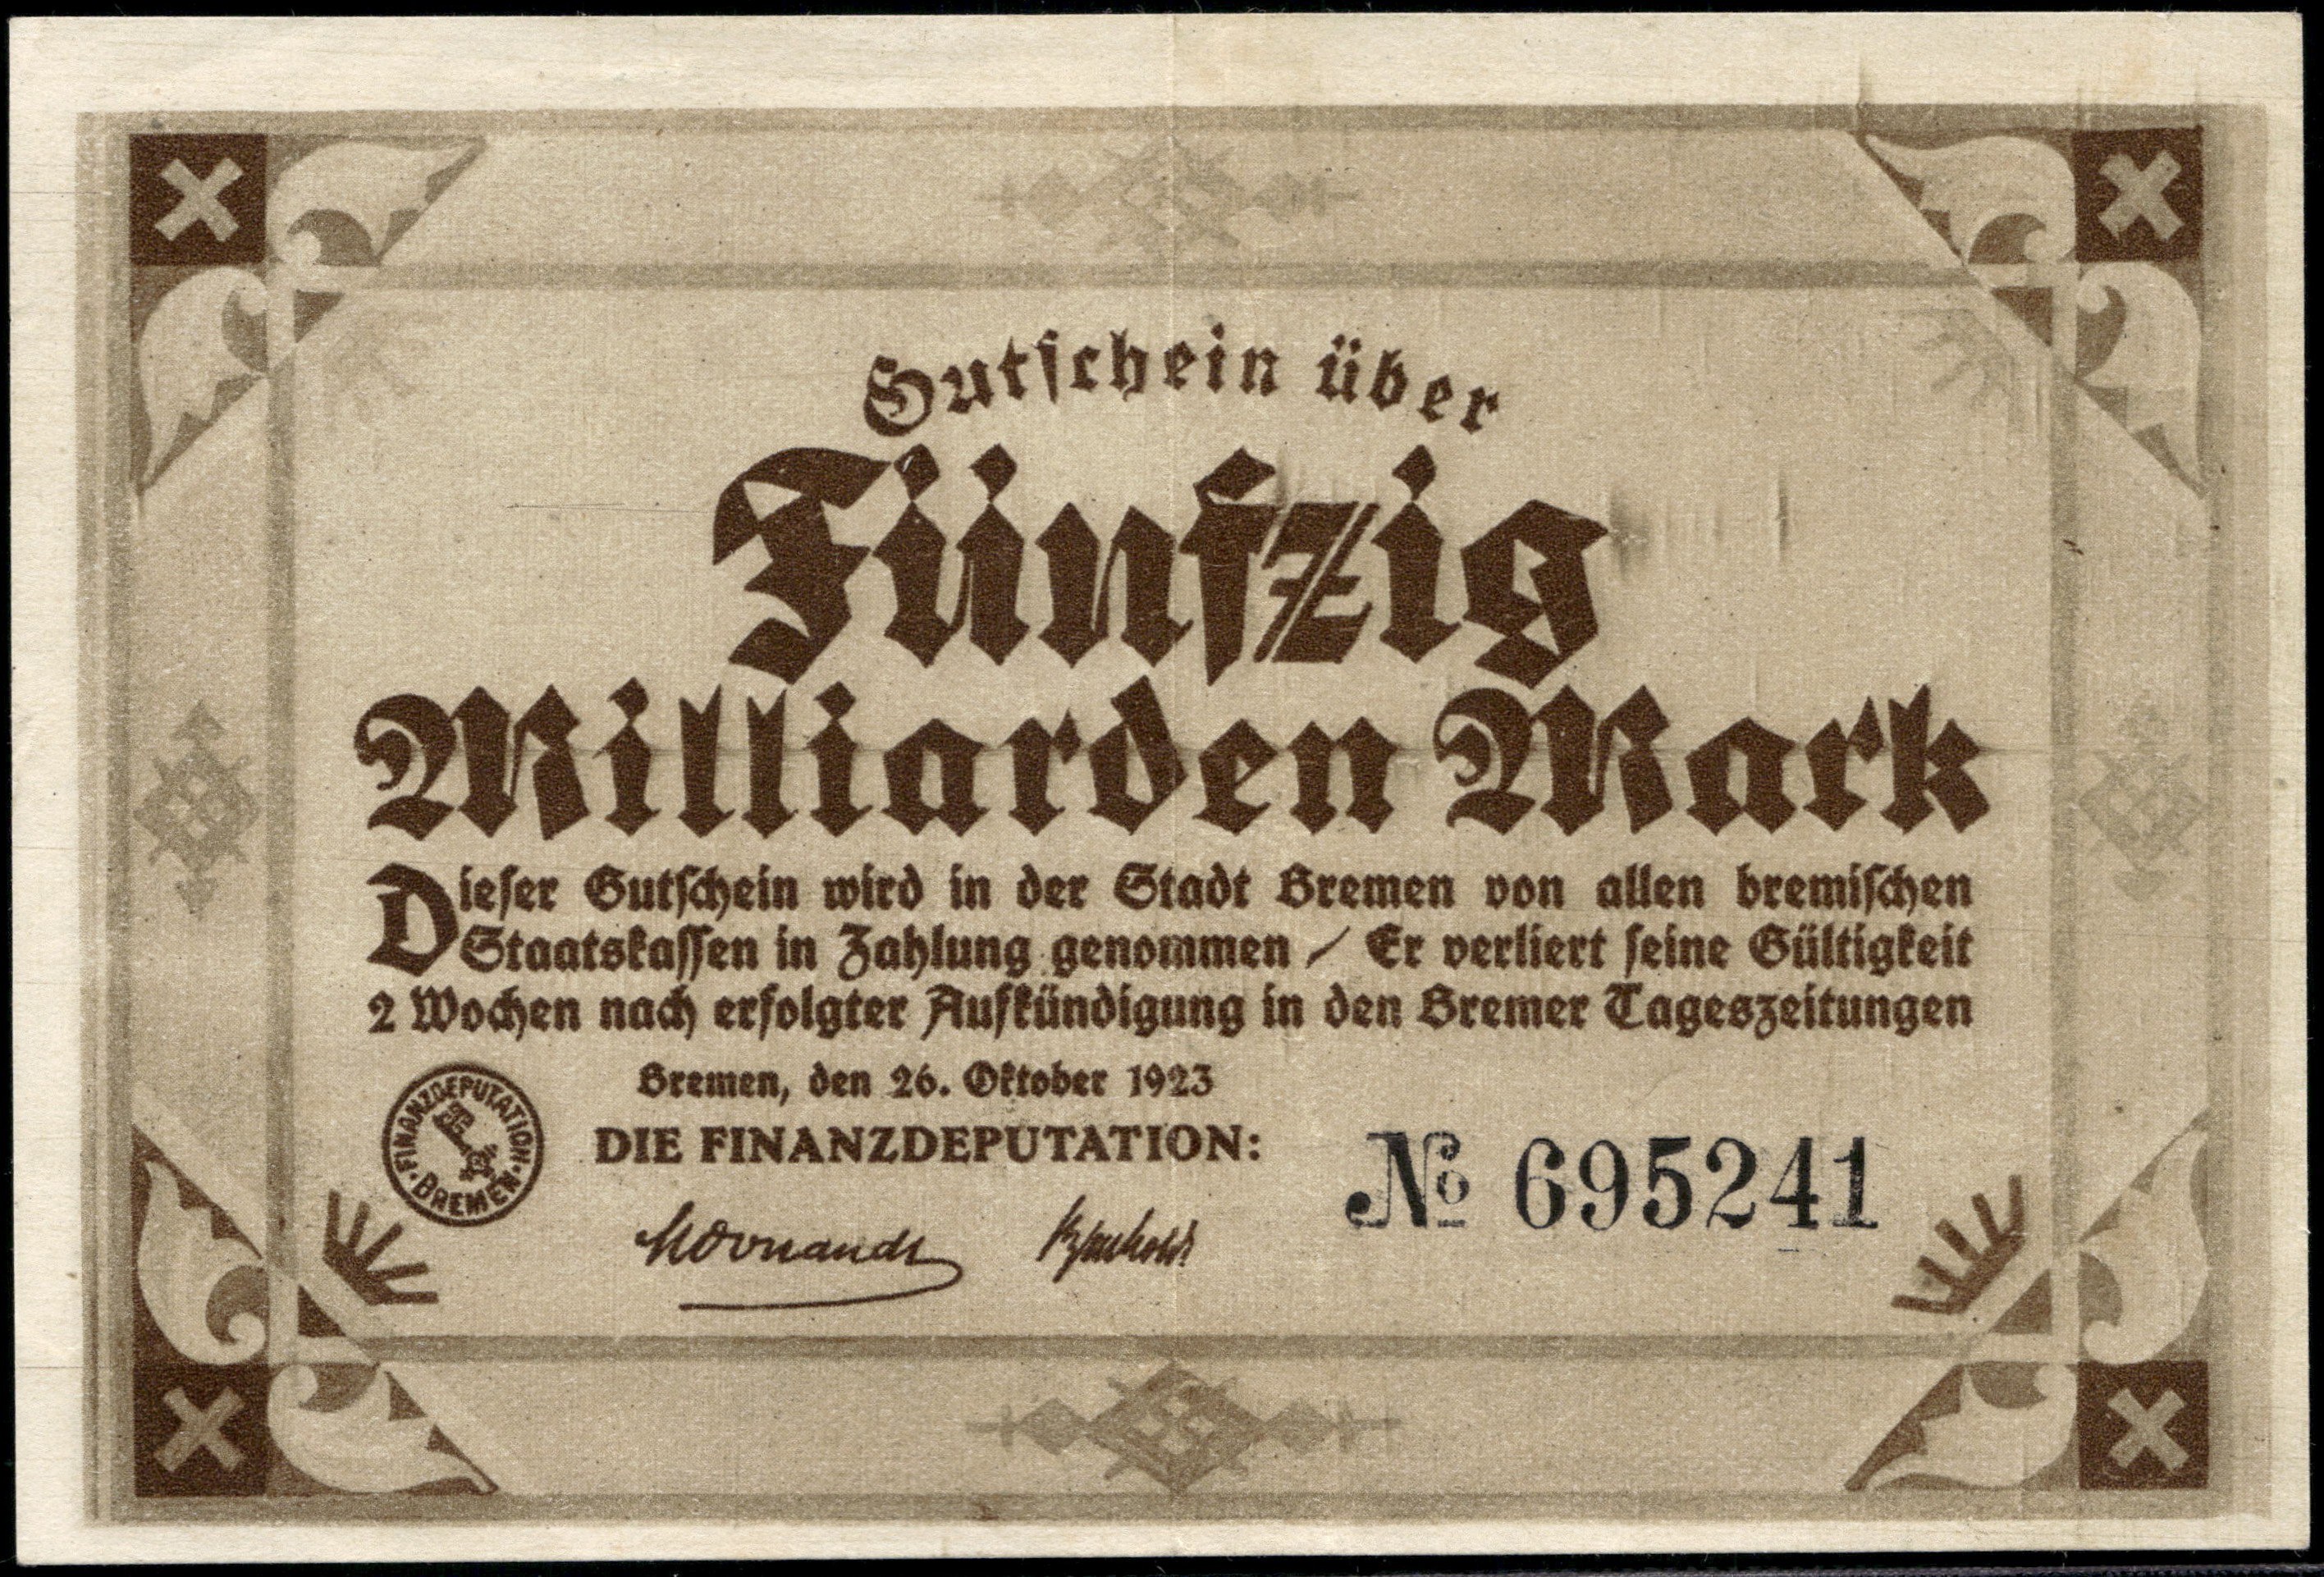 Gutschein über
Fünfzig
Milliarden Mark
Dieser Gutschein wird in der Stadt Bremen von allen bremischen
Staatskassen in Zahlung genommen / Er verliert seine Gültigkeit
2 Wochen nach erfolgter Aufkündigung in den Bremer Tageszeitungen
Bremen, den 26. Oktober 1923
FINANZDEPUTATION
BREMEN
DIE FINANZDEPUTATION:
№ 695241